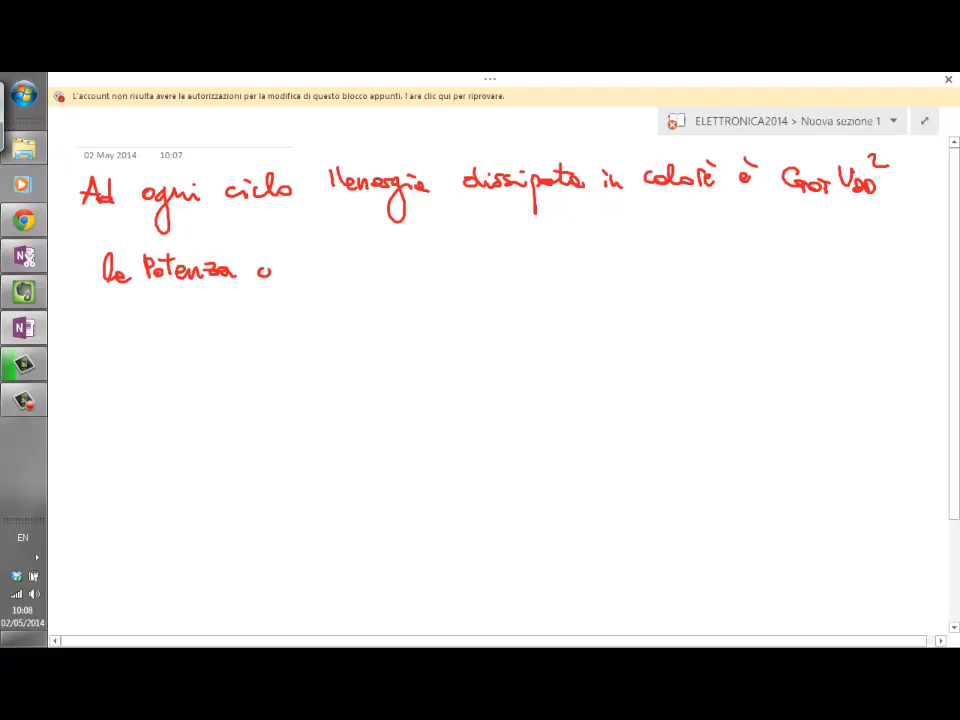 ...
L'account non risulta avere le autorizzazioni per la modifica di questo blocco appunti. Fare clic qui per riprovare.
ELETTRONICA2014 > Nuova sezione 1
02 May 2014 10:07
Ad ogni ciclo l'energia dissipata in calore è CTOT VDD²
la Potenza
EN
10:08
02/05/2014